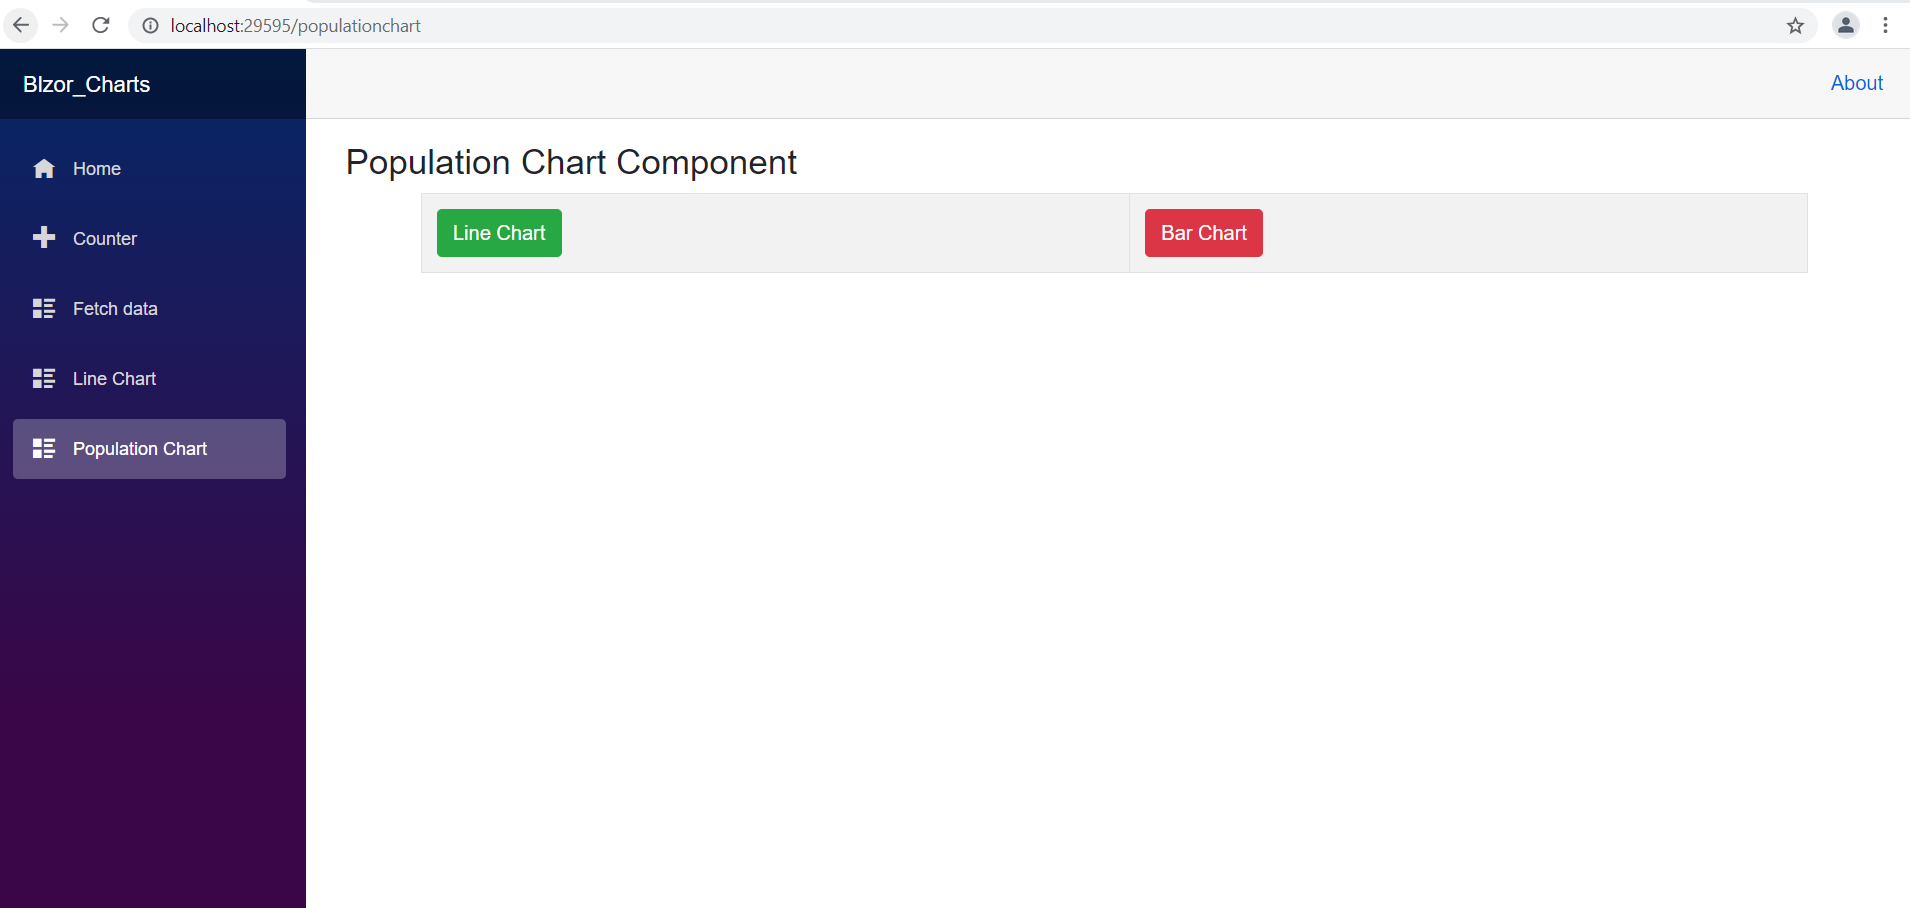 localhost:29595/populationchart
Blzor_Charts
About
Home
Counter
Fetch data
Line Chart
Population Chart
Population Chart Component
Line Chart
Bar Chart